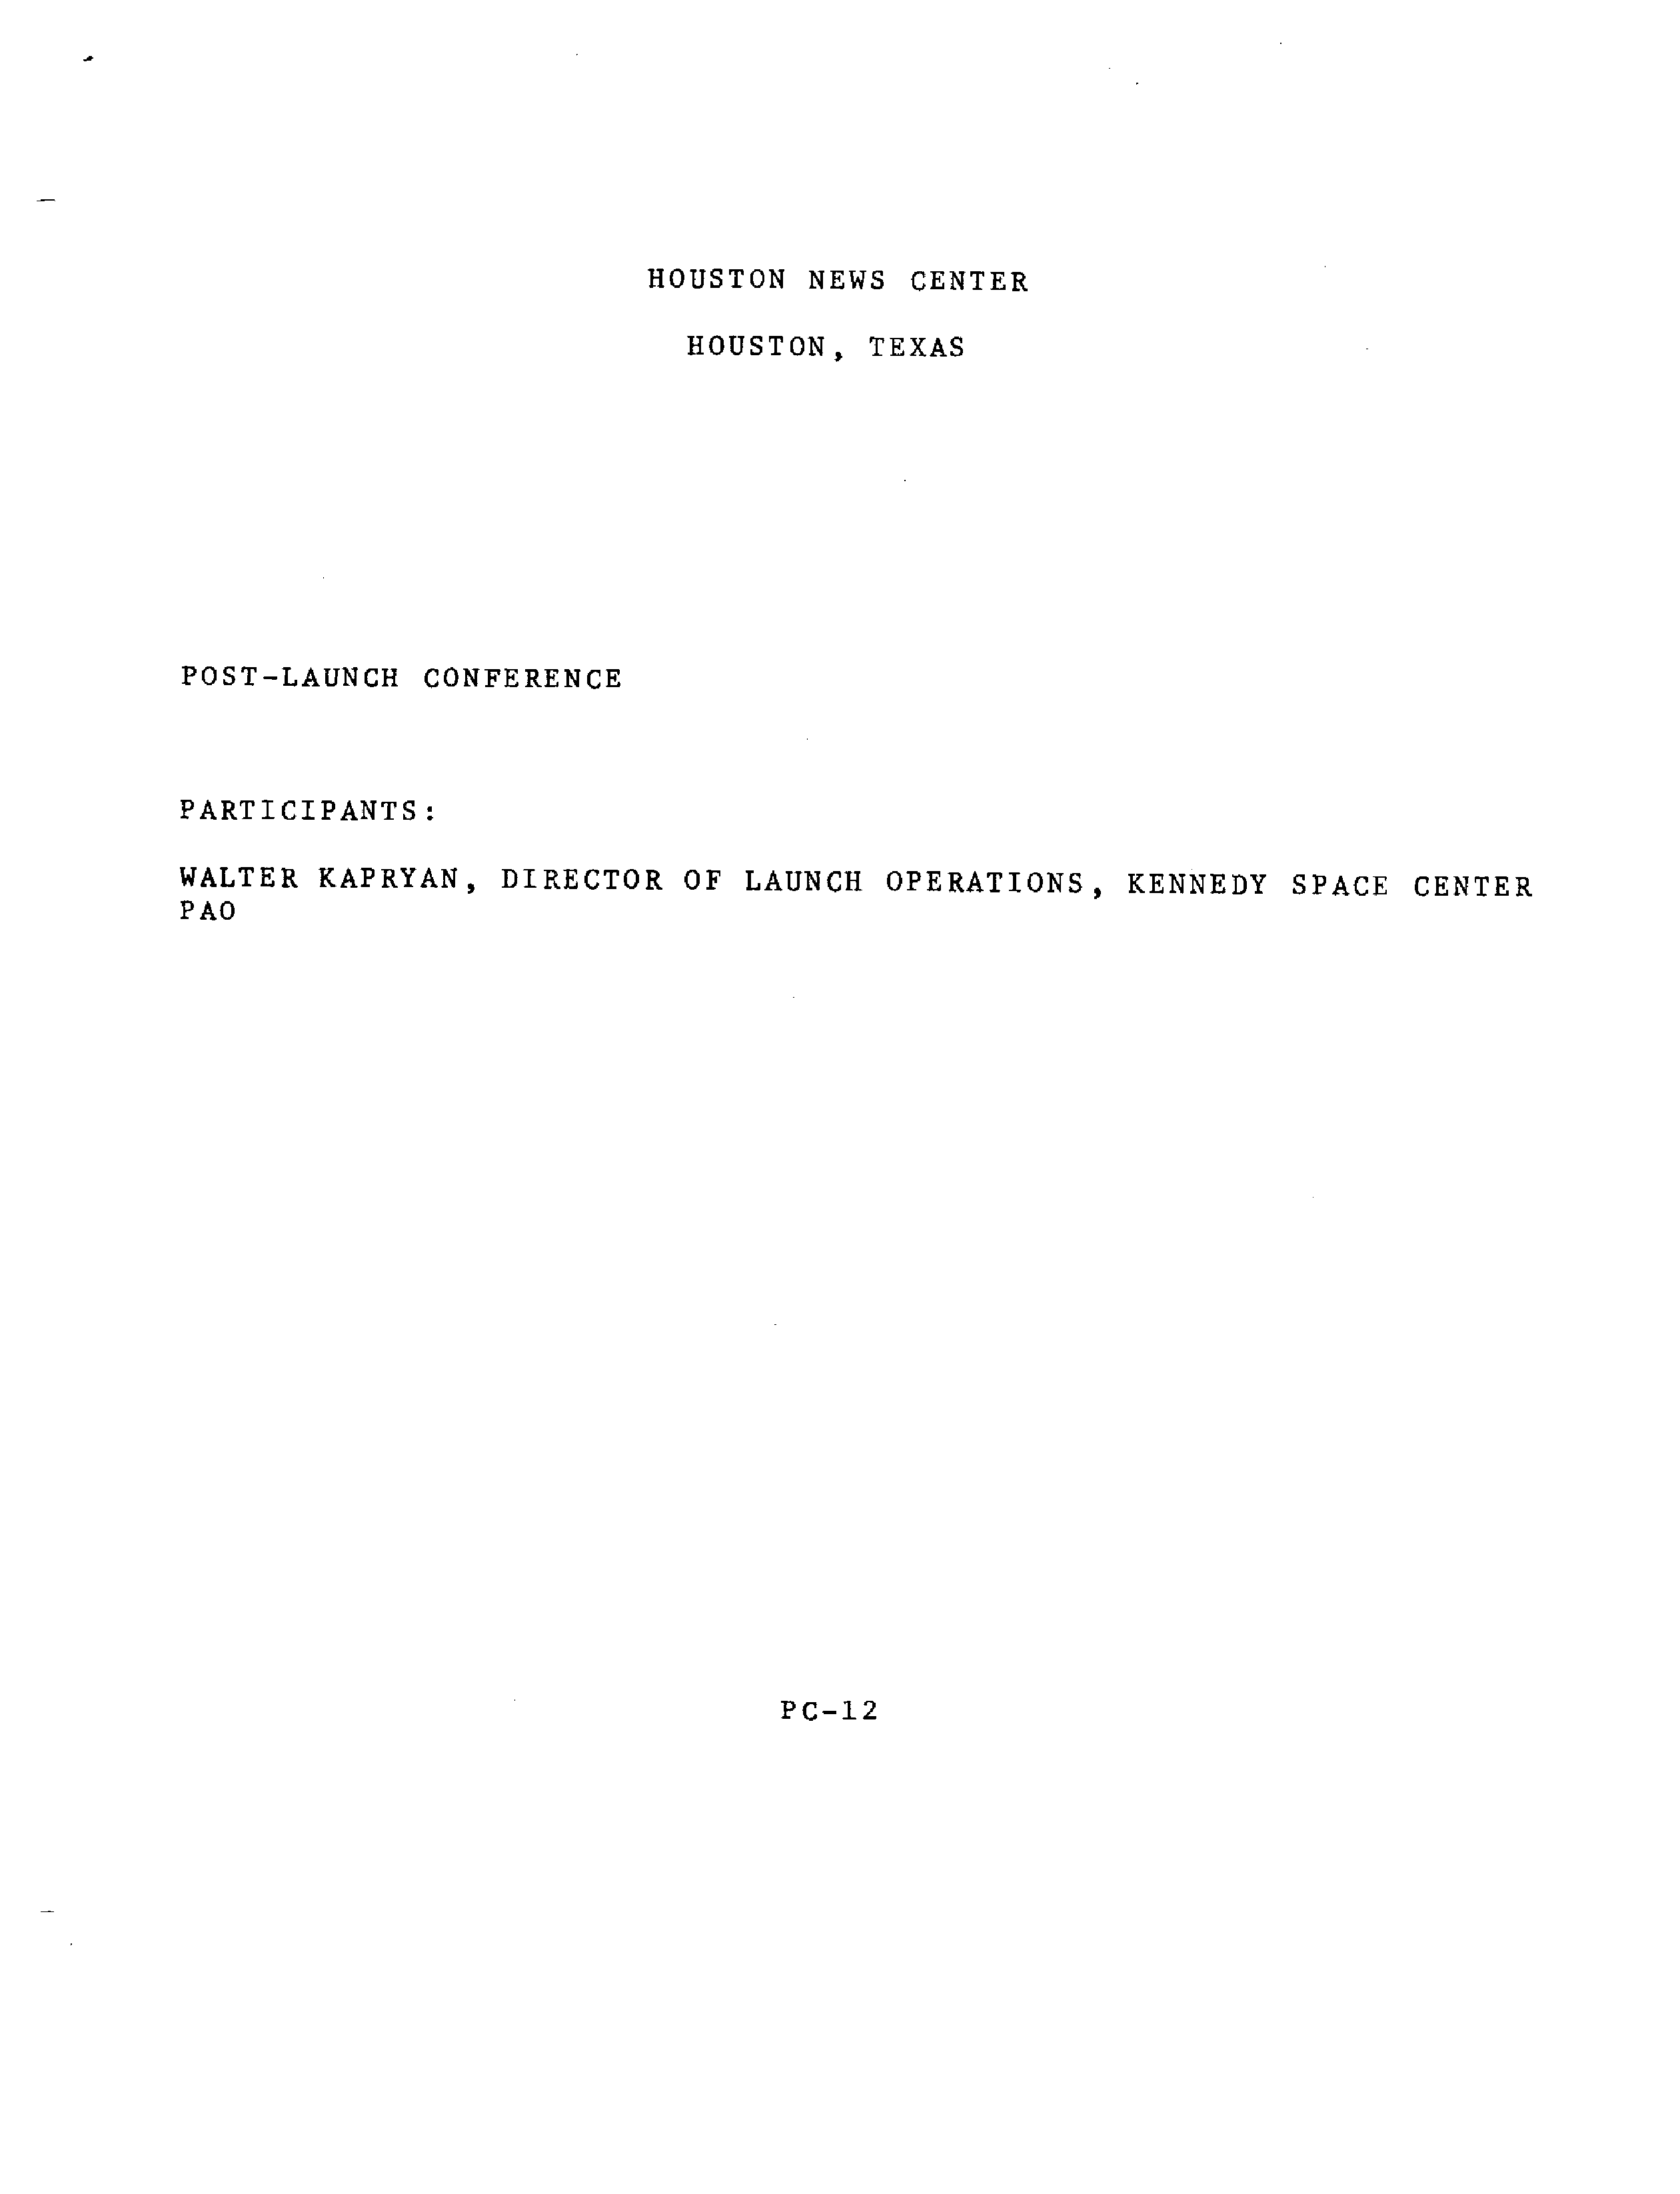 HOUSTON NEWS CENTER
HOUSTON, TEXAS
POST-LAUNCH CONFERENCE
PARTICIPANTS:
WALTER KAPRYAN, DIRECTOR OF LAUNCH OPERATIONS, KENNEDY SPACE CENTER
PAO
PC-12